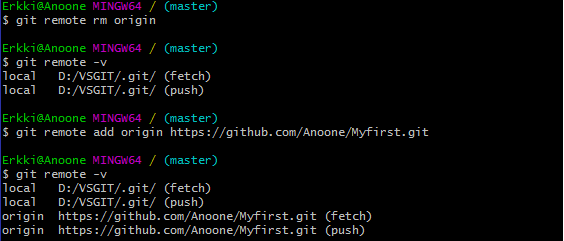 Erkki@Anoone MINGW64 / (master)
$ git remote rm origin
Erkki@Anoone MINGW64 / (master)
$ git remote -v
local   D:/VSGIT/.git/ (fetch)
local   D:/VSGIT/.git/ (push)
Erkki@Anoone MINGW64 / (master)
$ git remote add origin https://github.com/Anoone/Myfirst.git
Erkki@Anoone MINGW64 / (master)
$ git remote -v
local   D:/VSGIT/.git/ (fetch)
local   D:/VSGIT/.git/ (push)
origin  https://github.com/Anoone/Myfirst.git (fetch)
origin  https://github.com/Anoone/Myfirst.git (push)